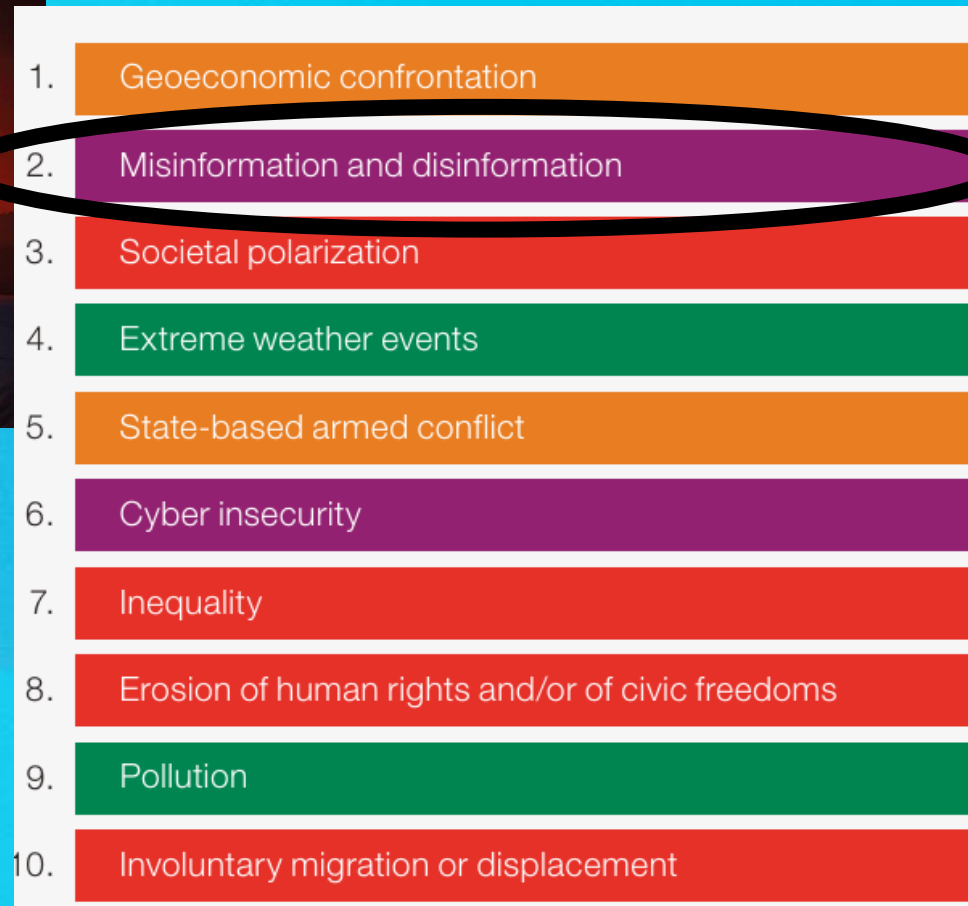 1. Geoeconomic confrontation
2. Misinformation and disinformation
3. Societal polarization
4. Extreme weather events
5. State-based armed conflict
6. Cyber insecurity
7. Inequality
8. Erosion of human rights and/or of civic freedoms
9. Pollution
10. Involuntary migration or displacement